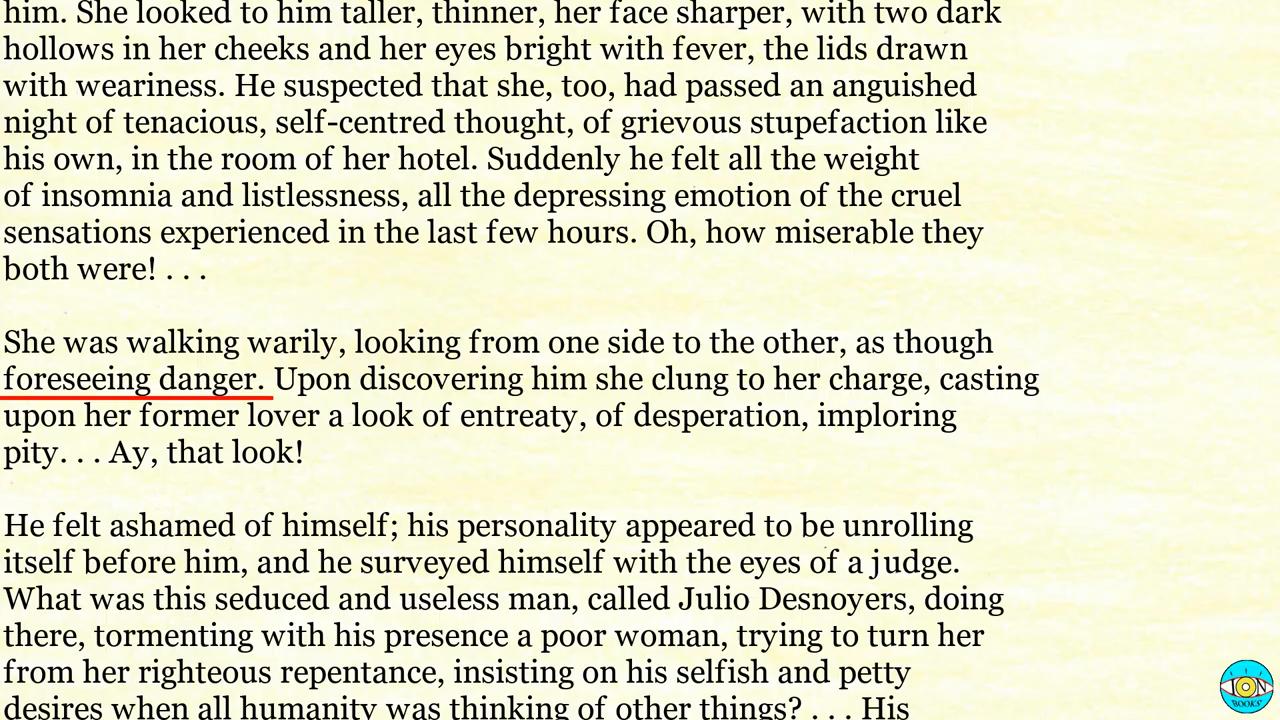 him. She looked to him taller, thinner, her face sharper, with two dark
hollows in her cheeks and her eyes bright with fever, the lids drawn
with weariness. He suspected that she, too, had passed an anguished
night of tenacious, self-centred thought, of grievous stupefaction like
his own, in the room of her hotel. Suddenly he felt all the weight
of insomnia and listlessness, all the depressing emotion of the cruel
sensations experienced in the last few hours. Oh, how miserable they
both were! . . .
She was walking warily, looking from one side to the other, as though
foreseeing danger. Upon discovering him she clung to her charge, casting
upon her former lover a look of entreaty, of desperation, imploring
pity. . . Ay, that look!
He felt ashamed of himself; his personality appeared to be unrolling
itself before him, and he surveyed himself with the eyes of a judge.
What was this seduced and useless man, called Julio Desnoyers, doing
there, tormenting with his presence a poor woman, trying to turn her
from her righteous repentance, insisting on his selfish and petty
desires when all humanity was thinking of other things? . . . His
ION
BOOKS